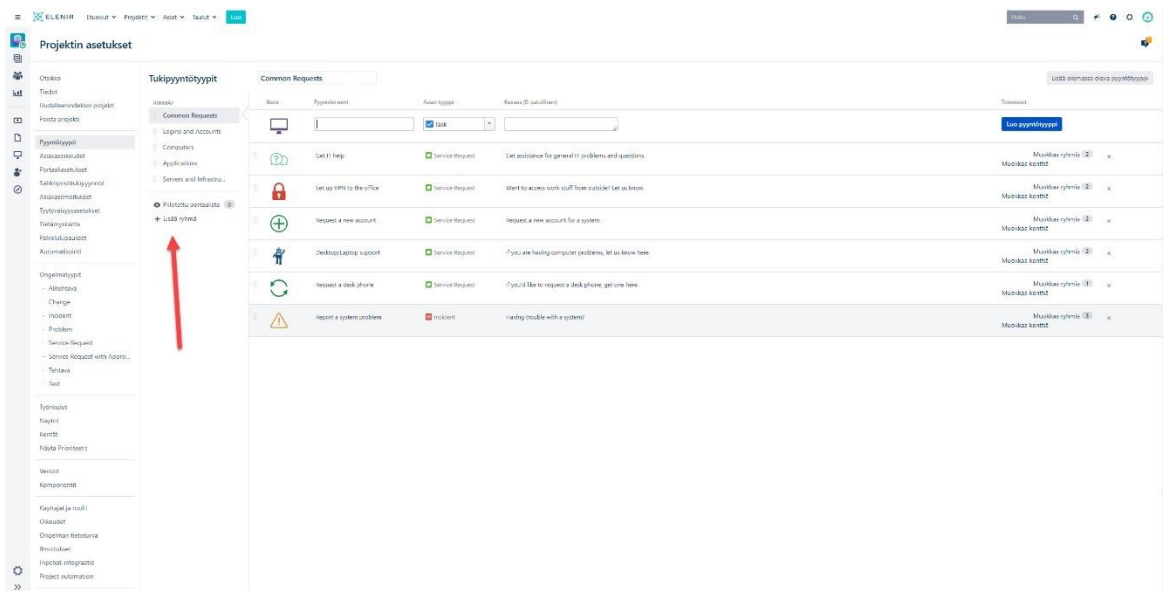 ELENIR Etusivut Projektit Asiat Taulut Luo
Haku
Projektin asetukset
Tiedot
Poista projekti
Pyyntötyypit
Asiakasoikeudet
Portaaliasetukset
Sähköpostitukipyynnöt
Asiakasilmoitukset
Tyytyväisyysasetukset
Tietämyskanta
Palvelulupaukset
Automatisointi
Ongelmatyypit
Alitehtävä
Change
Incident
Problem
Service Request
Service Request with Appro...
Tehtävä
Test
Työnkulut
Näytöt
Kentät
Näytä Prioriteetit
Versiot
Komponentit
Käyttäjät ja roolit
Oikeudet
Ongelman tietoturva
Ilmoitukset
Hipchat-integraatio
Project automation
Tukipyyntötyypit
Common Requests
Logins and Accounts
Computers
Applications
Servers and Infrastru...
Piilotettu portaalista 0
+ Lisää ryhmä
Common Requests
Lisää olemassa oleva pyyntötyyppi
Ikoni Pyynnön nimi Asian tyyppi Kuvaus (Ei pakollinen) Toiminnot
Task Luo pyyntötyyppi
Get IT help Service Request Get assistance for general IT problems and questions. Muokkaa ryhmiä 2
Muokkaa kenttiä
Set up VPN to the office Service Request Want to access work stuff from outside? Let us know. Muokkaa ryhmiä 2
Muokkaa kenttiä
Request a new account Service Request Request a new account for a system. Muokkaa ryhmiä 2
Muokkaa kenttiä
Desktop/Laptop support Service Request If you are having computer problems, let us know here. Muokkaa ryhmiä 2
Muokkaa kenttiä
Request a desk phone Service Request If you'd like to request a desk phone, get one here. Muokkaa ryhmiä 1
Muokkaa kenttiä
Report a system problem Incident Having trouble with a system? Muokkaa ryhmiä 3
Muokkaa kenttiä